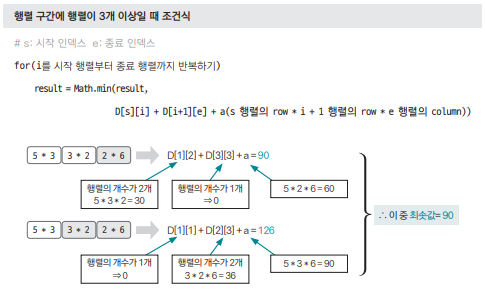 행렬 구간에 행렬이 3개 이상일 때 조건식
# s: 시작 인덱스 e: 종료 인덱스
for(i를 시작 행렬부터 종료 행렬까지 반복하기)
result = Math.min(result,
D[s][i] + D[i+1][e] + a(s 행렬의 row * i + 1 행렬의 row * e 행렬의 column))
5 * 3 3 * 2 2 * 6 D[1][2] + D[3][3] + a = 90
행렬의 개수가 2개
5 * 3 * 2 = 30
행렬의 개수가 1개
⇒ 0
5 * 2 * 6 = 60
5 * 3 3 * 2 2 * 6 D[1][1] + D[2][3] + a = 126
행렬의 개수가 1개
⇒ 0
행렬의 개수가 2개
3 * 2 * 6 = 36
5 * 3 * 6 = 90
∴ 이 중 최솟값 = 90